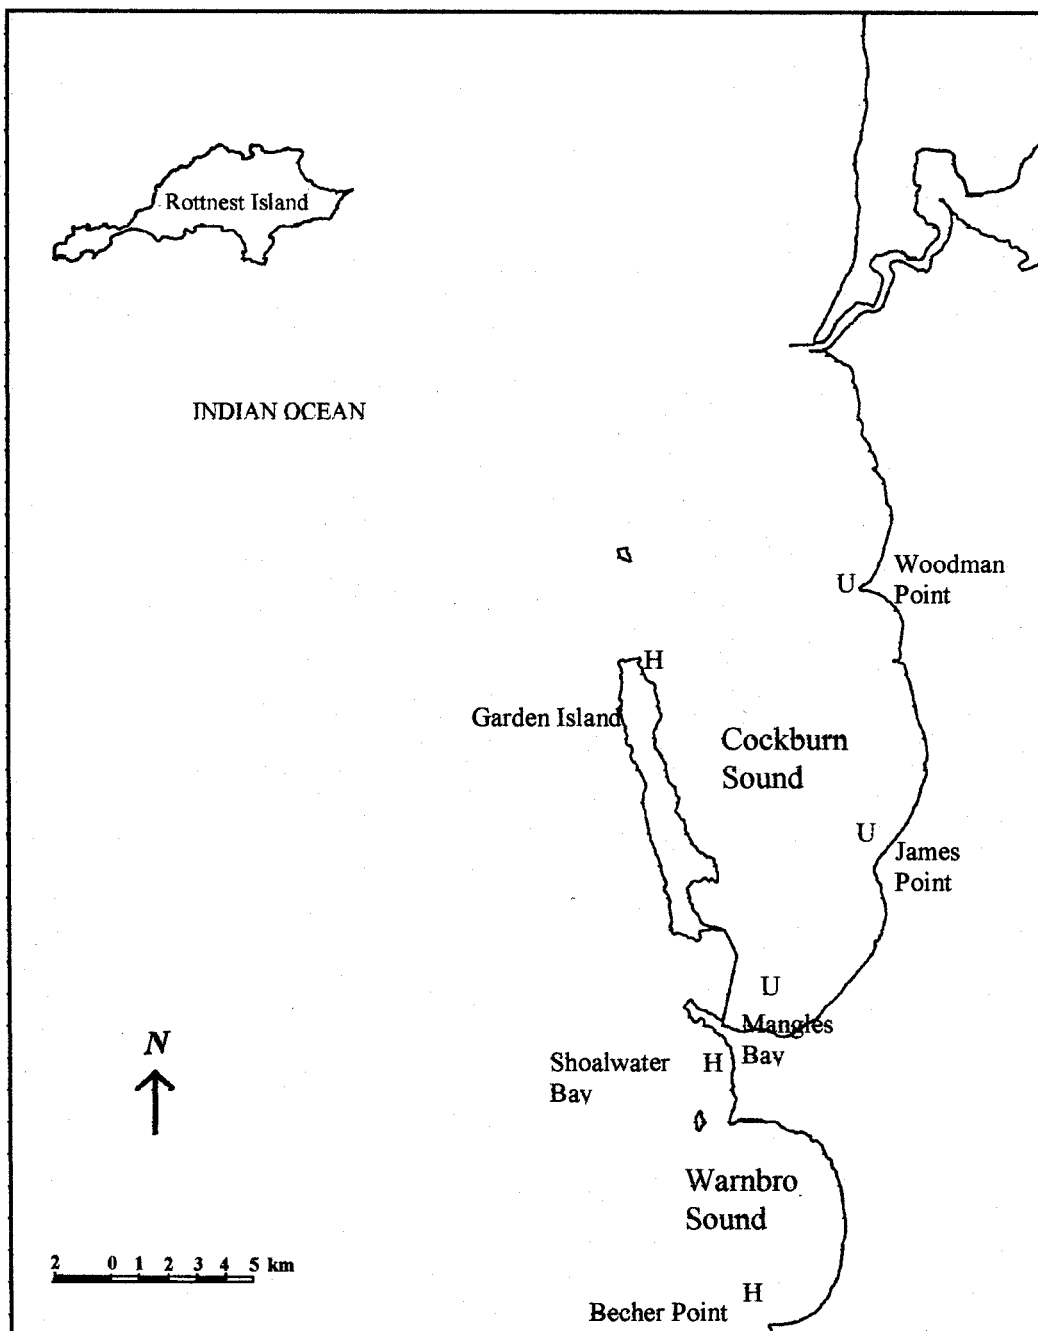 Rottnest Island
INDIAN OCEAN
U
Woodman
Point
H
Garden Island
Cockburn
Sound
U
James
Point
U
Mangles
Bay
H
Shoalwater
Bay
N
Warnbro
Sound
2 0 1 2 3 4 5 km
H
Becher Point